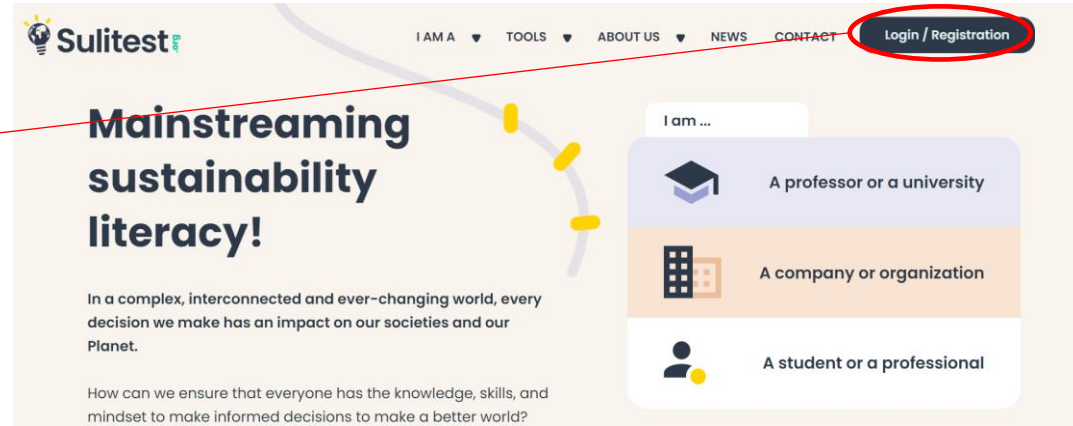 Sulitest.org
I AM A TOOLS ABOUT US NEWS CONTACT Login / Registration
Mainstreaming
sustainability
literacy!
In a complex, interconnected and ever-changing world, every
decision we make has an impact on our societies and our
Planet.
How can we ensure that everyone has the knowledge, skills, and
mindset to make informed decisions to make a better world?
I am ...
A professor or a university
A company or organization
A student or a professional